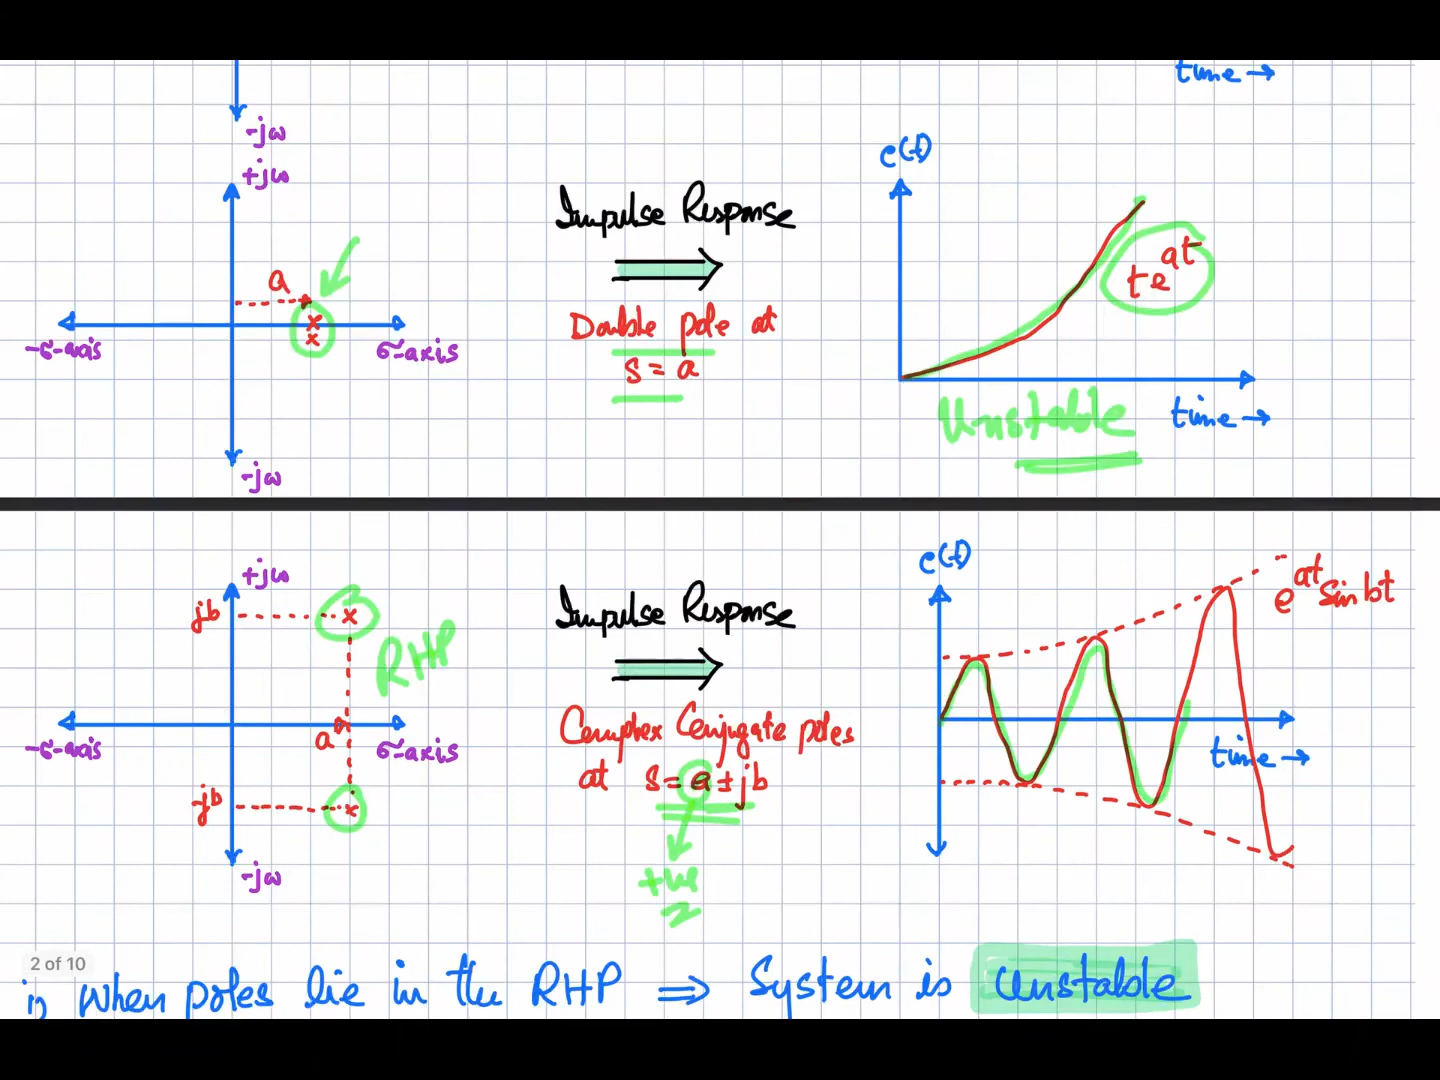 time →
-jω
+jω
a
x
x
-σ-axis
σ-axis
-jω
Impulse Response
Double pole at
s = a
c(t)
te^at
time →
Unstable
+jω
jb
x
RHP
a
-σ-axis
σ-axis
-jb
x
-jω
Impulse Response
Complex Conjugate poles
at s = a ± jb
+ve
c(t)
e^at sin bt
time →
2 of 10
i) When poles lie in the RHP ⇒ System is Unstable